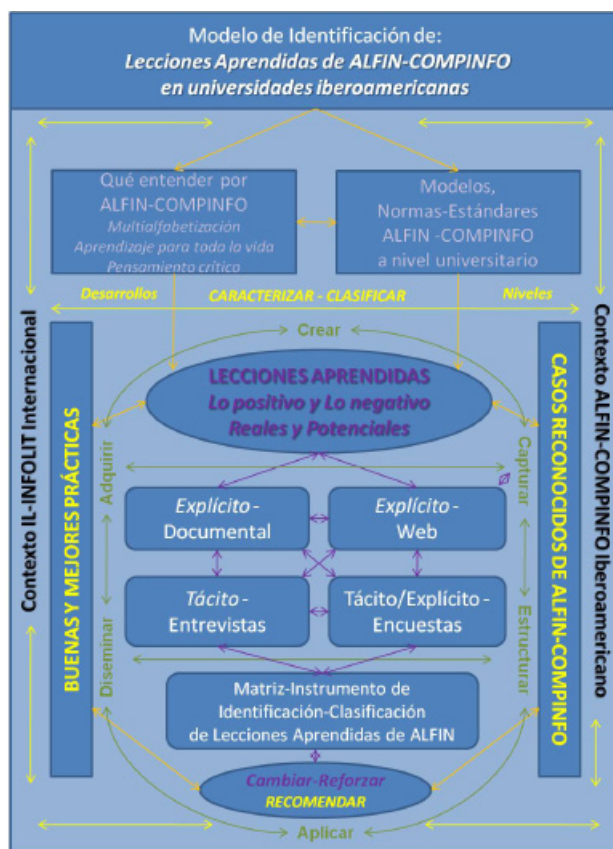 Modelo de Identificación de:
Lecciones Aprendidas de ALFIN-COMPINFO
en universidades iberoamericanas
Qué entender por
ALFIN-COMPINFO
Multialfabetización
Aprendizaje para toda la vida
Pensamiento crítico
Modelos,
Normas-Estándares
ALFIN -COMPINFO
a nivel universitario
Desarrollos
CARACTERIZAR - CLASIFICAR
Niveles
Contexto IL-INFOLIT Internacional
BUENAS Y MEJORES PRÁCTICAS
Crear
LECCIONES APRENDIDAS
Lo positivo y Lo negativo
Reales y Potenciales
Adquirir
Capturar
Explícito -
Documental
Explícito -
Web
Tácito -
Entrevistas
Tácito/Explícito -
Encuestas
Diseminar
Estructurar
Matriz-Instrumento de
Identificación-Clasificación
de Lecciones Aprendidas de ALFIN
Cambiar-Reforzar
RECOMENDAR
Aplicar
CASOS RECONOCIDOS DE ALFIN-COMPINFO
Contexto ALFIN-COMPINFO Iberoamericano